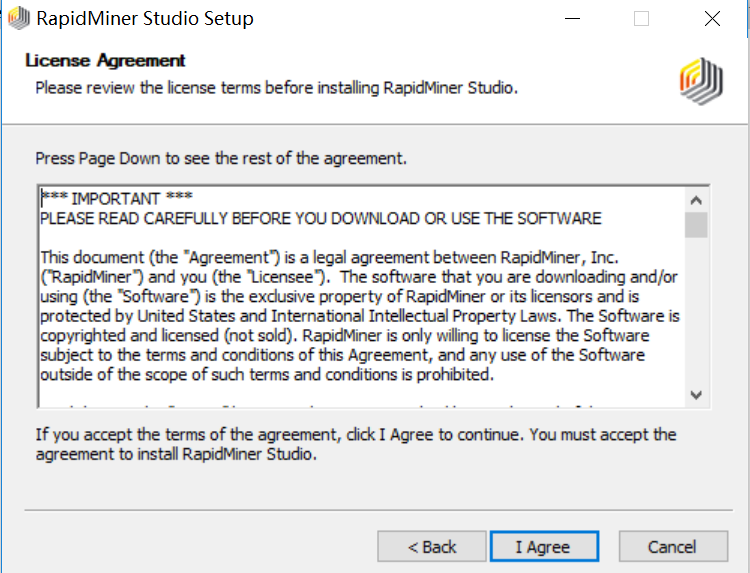 RapidMiner Studio Setup
License Agreement
Please review the license terms before installing RapidMiner Studio.
Press Page Down to see the rest of the agreement.
*** IMPORTANT ***
PLEASE READ CAREFULLY BEFORE YOU DOWNLOAD OR USE THE SOFTWARE
This document (the "Agreement") is a legal agreement between RapidMiner, Inc.
("RapidMiner") and you (the "Licensee").  The software that you are downloading and/or
using (the "Software") is the exclusive property of RapidMiner or its licensors and is
protected by United States and International Intellectual Property Laws. The Software is
copyrighted and licensed (not sold). RapidMiner is only willing to license the Software
subject to the terms and conditions of this Agreement, and any use of the Software
outside of the scope of such terms and conditions is prohibited.
If you accept the terms of the agreement, click I Agree to continue. You must accept the
agreement to install RapidMiner Studio.
< Back
I Agree
Cancel